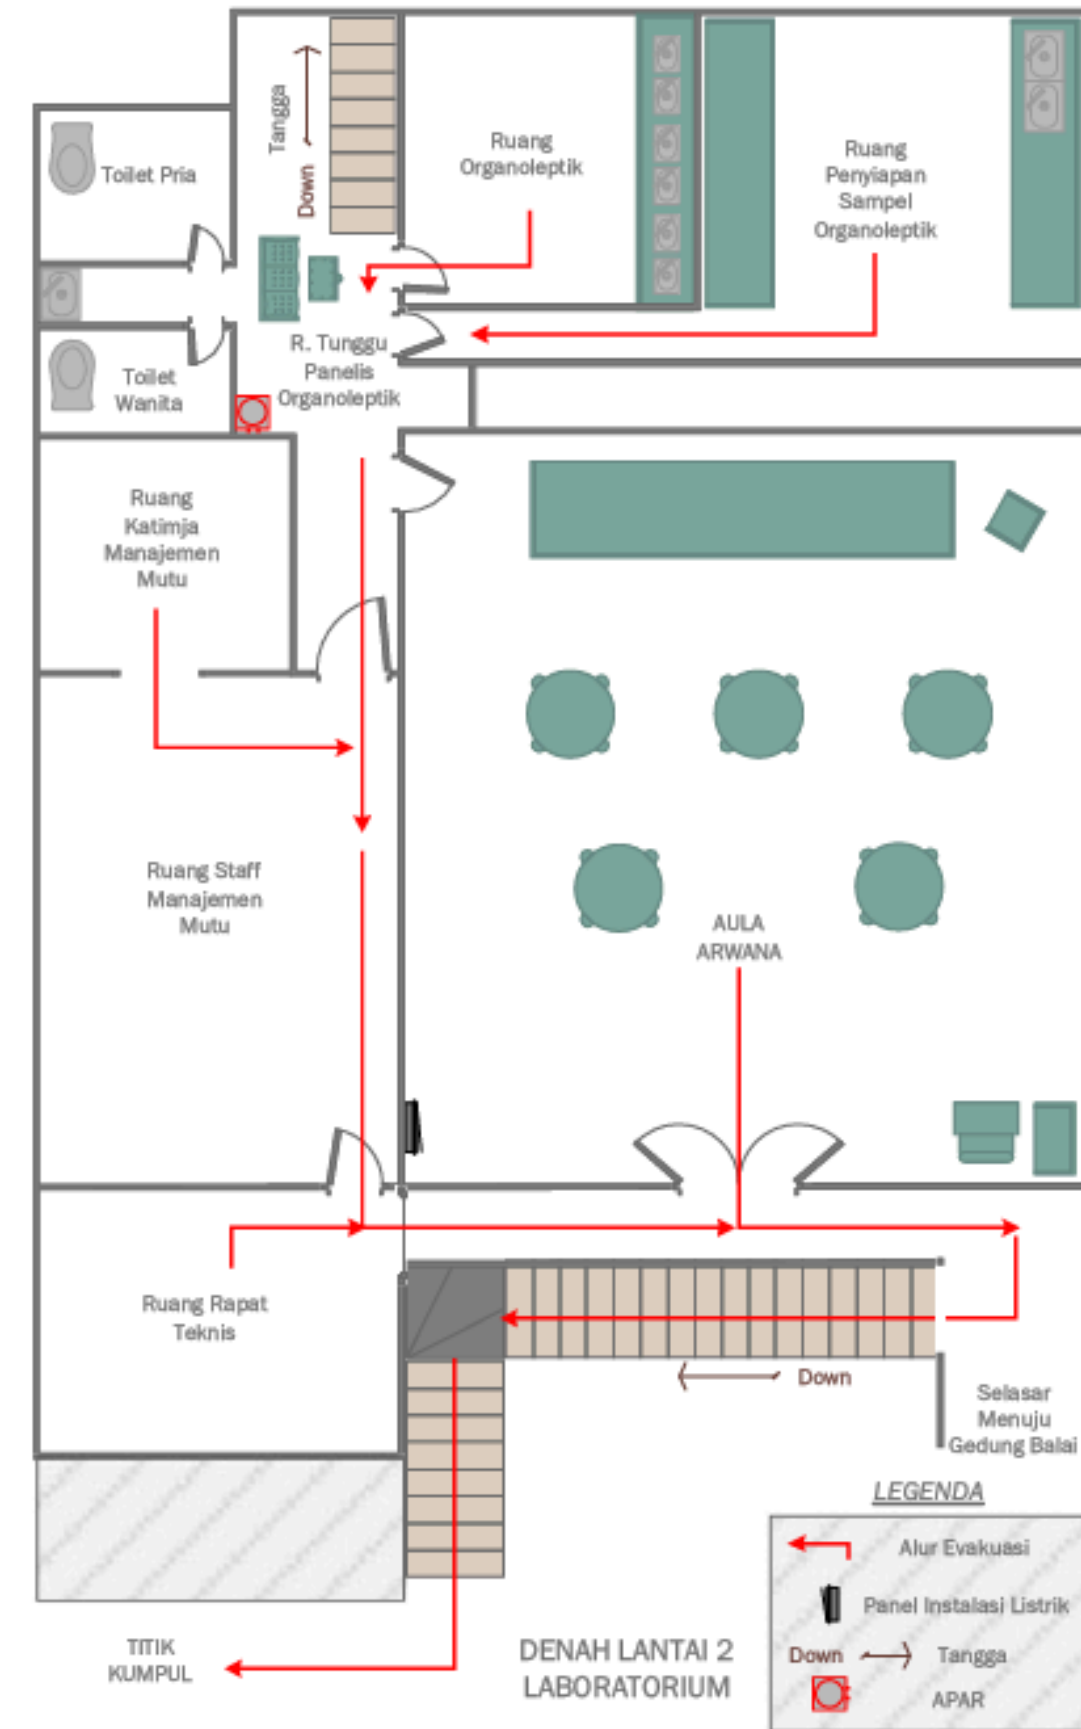 Tangga
Down
Toilet Pria
Ruang
Organoleptik
Ruang
Penyiapan
Sampel
Organoleptik
R. Tunggu
Panelis
Organoleptik
Toilet
Wanita
Ruang
Katimja
Manajemen
Mutu
Ruang Staff
Manajemen
Mutu
AULA
ARWANA
Ruang Rapat
Teknis
Down
Selasar
Menuju
Gedung Balai
LEGENDA
Alur Evakuasi
Panel Instalasi Listrik
Down
Tangga
APAR
TITIK
KUMPUL
DENAH LANTAI 2
LABORATORIUM